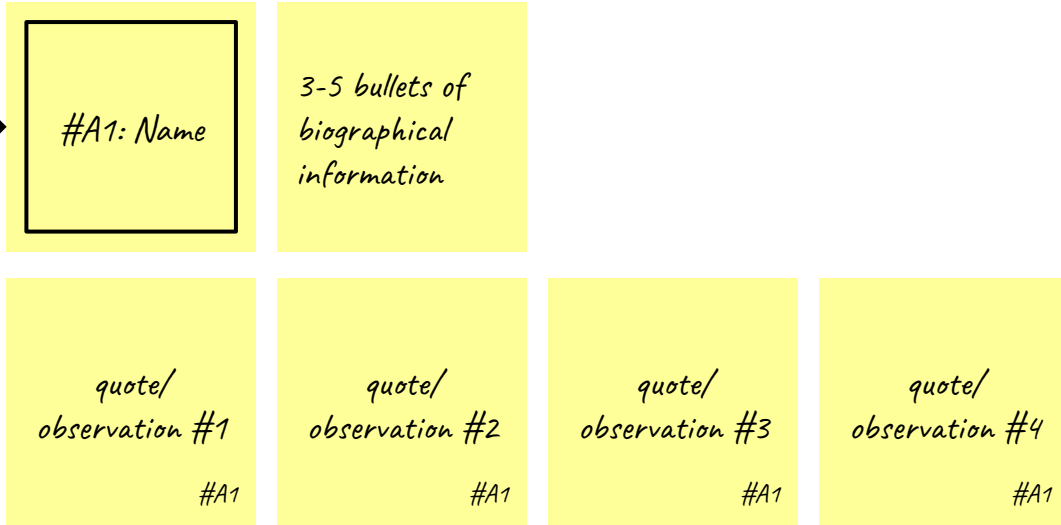 #A1: Name
3-5 bullets of
biographical
information
quote/
observation #1
#A1
quote/
observation #2
#A1
quote/
observation #3
#A1
quote/
observation #4
#A1